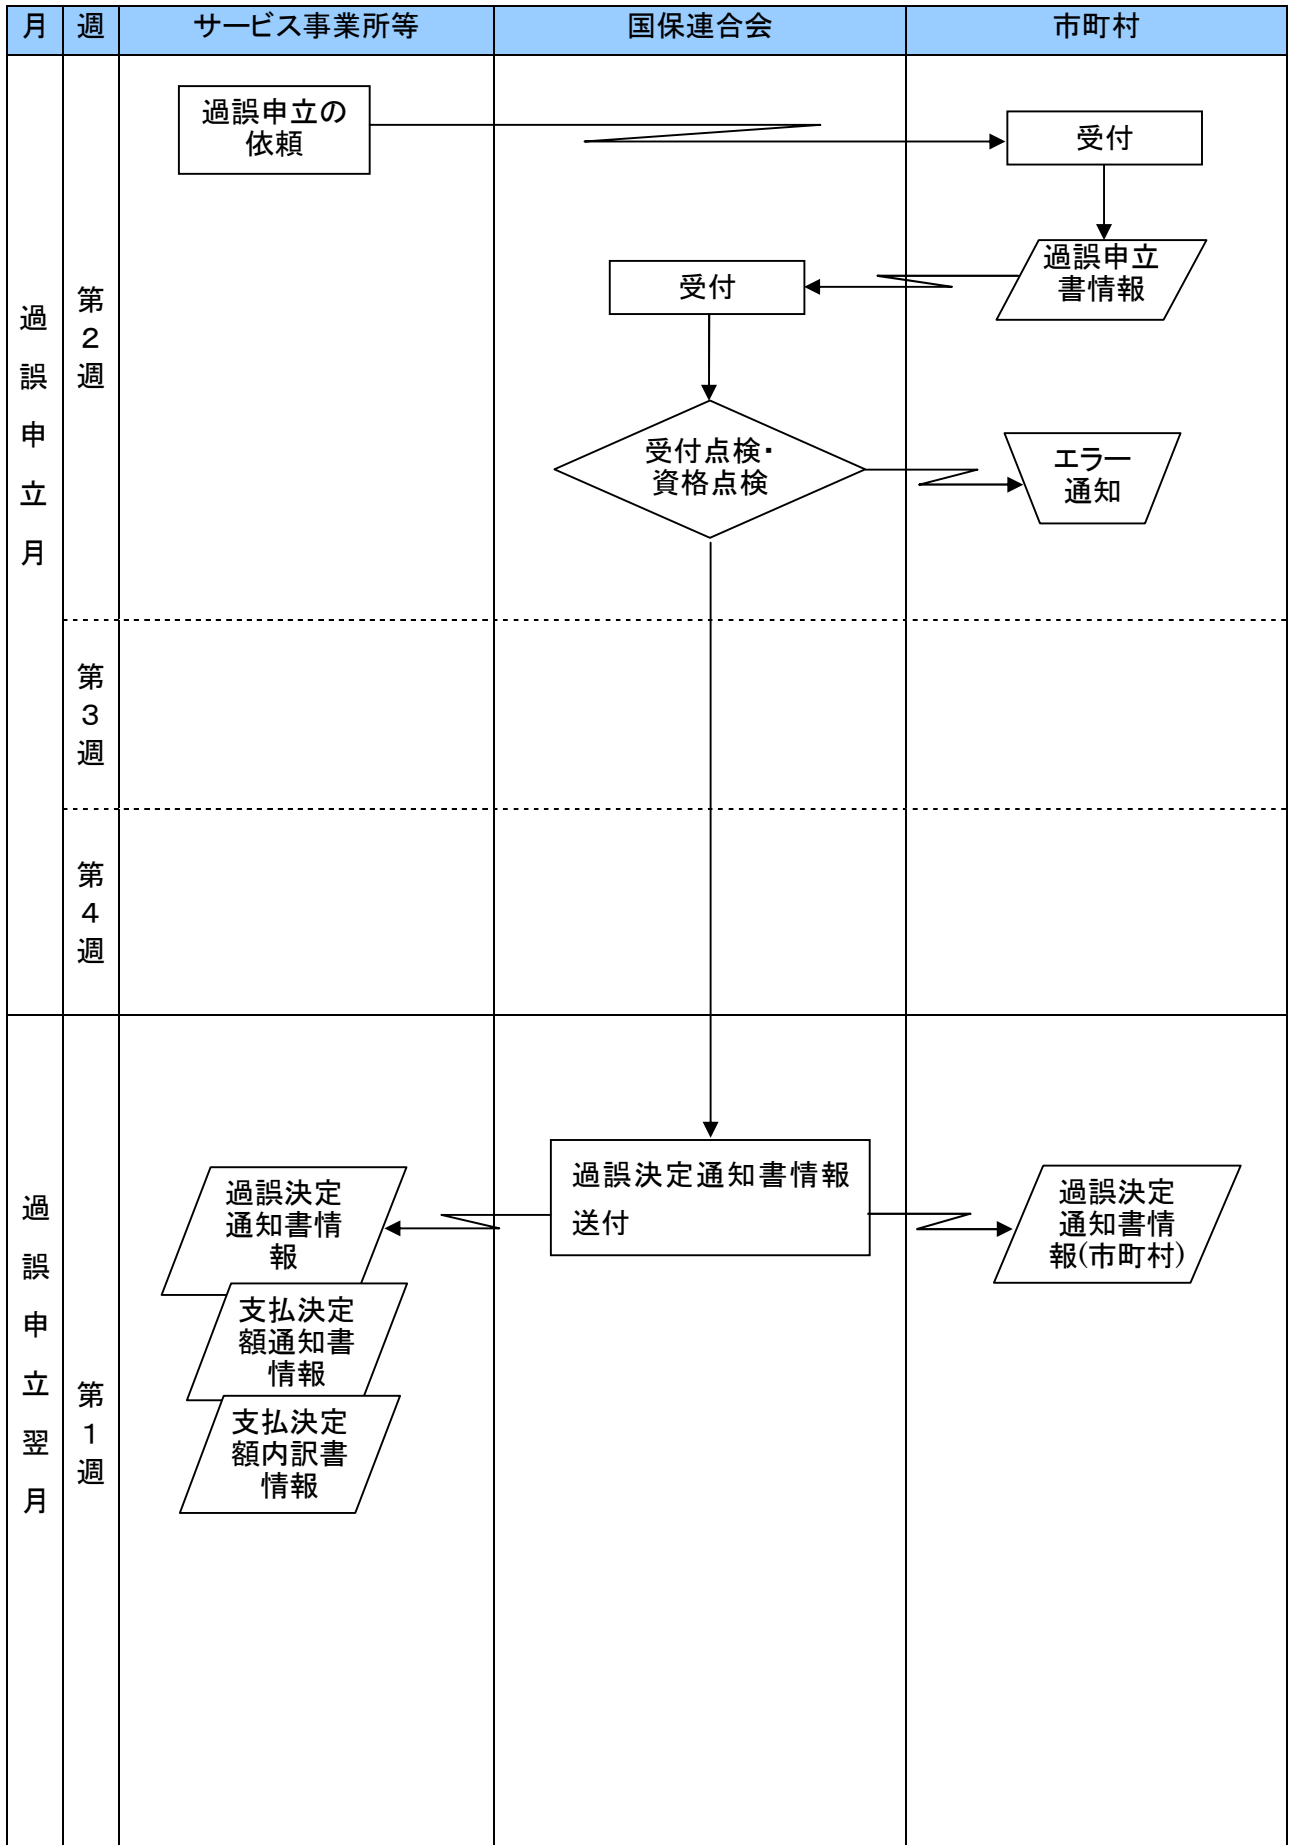 月 週 サービス事業所等 国保連合会 市町村
過誤申立月
第2週
過誤申立の
依頼
受付
過誤申立
書情報
受付
受付点検・
資格点検
エラー
通知
第3週
第4週
過誤申立翌月
第1週
過誤決定
通知書情
報
支払決定
額通知書
情報
支払決定
額内訳書
情報
過誤決定通知書情報
送付
過誤決定
通知書情
報(市町村)